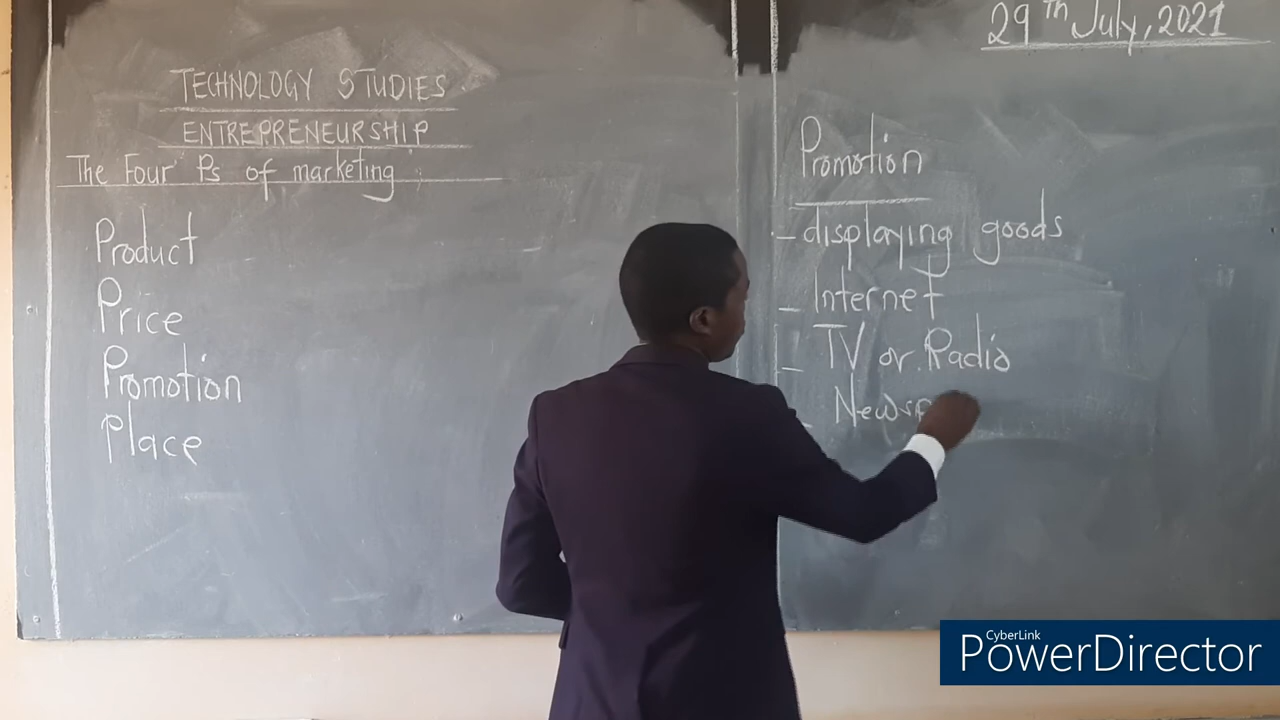 TECHNOLOGY STUDIES
ENTREPRENEURSHIP
The Four Ps of marketing
Product
Price
Promotion
Place
29th July, 2021
Promotion
- displaying goods
- Internet
- TV or Radio
- Newsp
CyberLink
PowerDirector